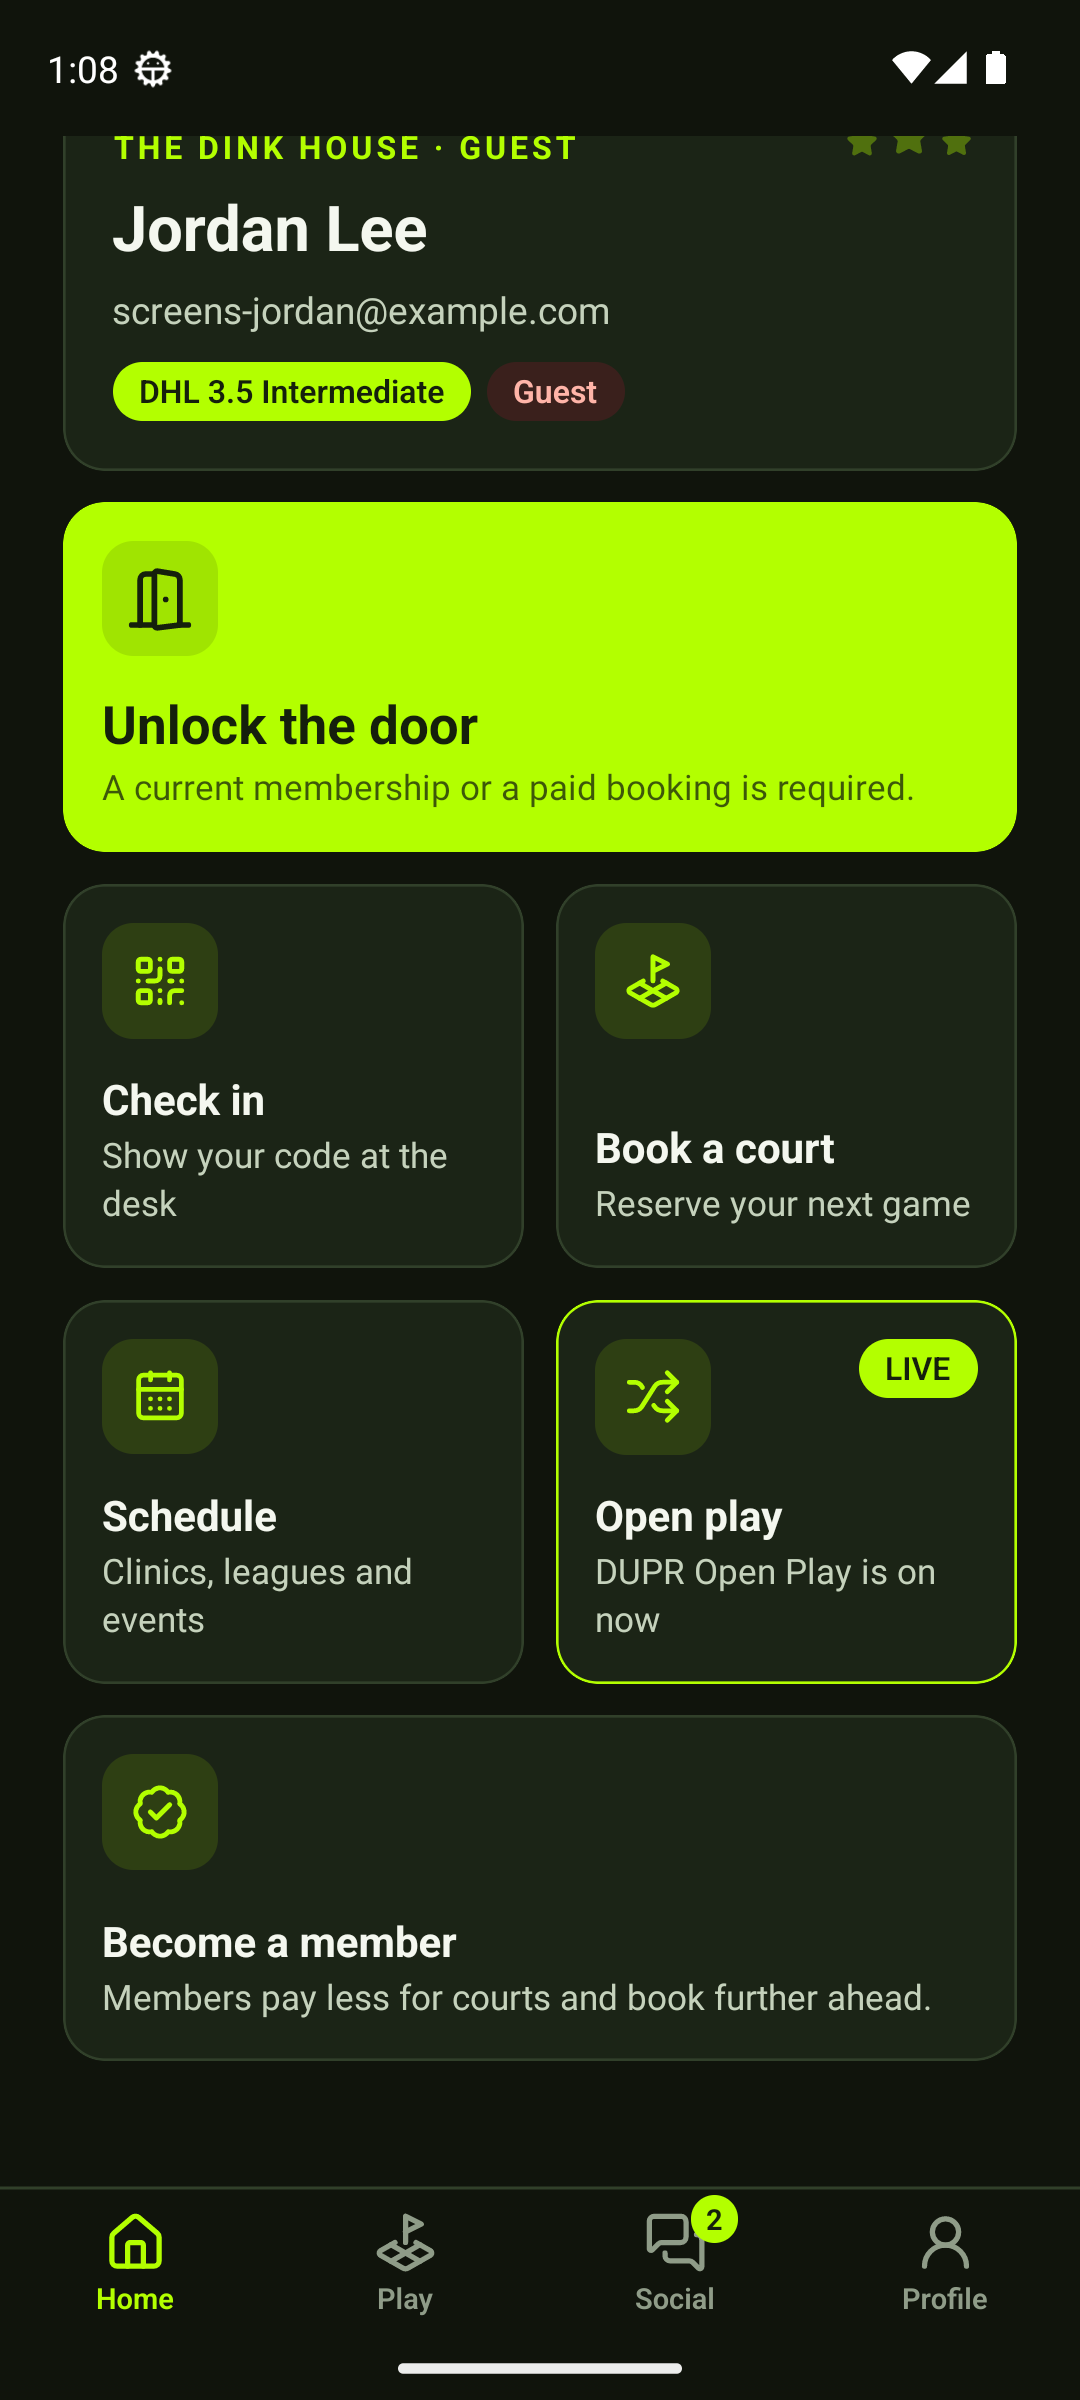 1:08
THE DINK HOUSE · GUEST
Jordan Lee
screens-jordan@example.com
DHL 3.5 Intermediate
Guest
Unlock the door
A current membership or a paid booking is required.
Check in
Show your code at the
desk
Book a court
Reserve your next game
Schedule
Clinics, leagues and
events
LIVE
Open play
DUPR Open Play is on
now
Become a member
Members pay less for courts and book further ahead.
2
Home
Play
Social
Profile